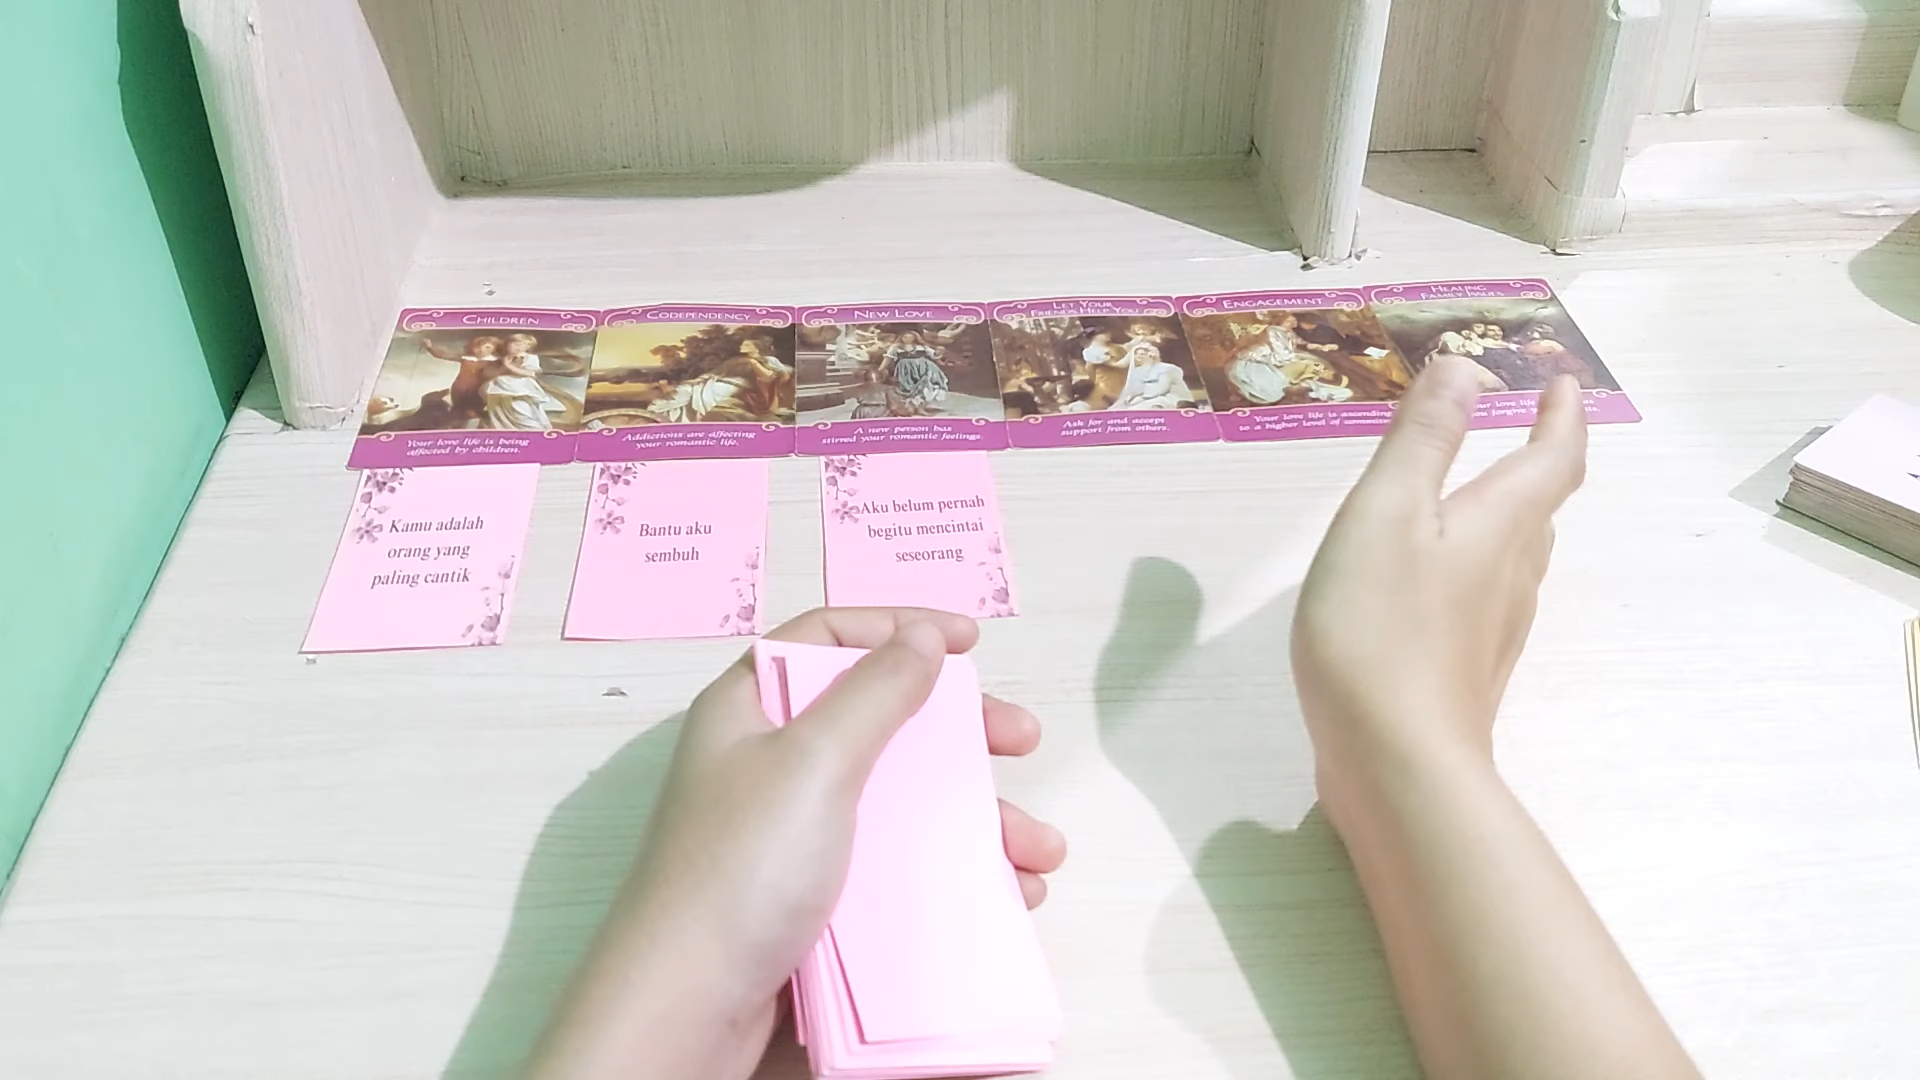 CHILDREN
Your love life is being
affected by children.
CODEPENDENCY
Addictions are affecting
your romantic life.
NEW LOVE
A new person has
stirred your romantic feelings.
LET YOUR
FRIENDS HELP YOU
Ask for and accept
support from others.
ENGAGEMENT
Your love life is ascending
to a higher level of
HEALING
FAMILY ISSUES
love life
you forgive
Kamu adalah
orang yang
paling cantik
Bantu aku
sembuh
Aku belum pernah
begitu mencintai
seseorang